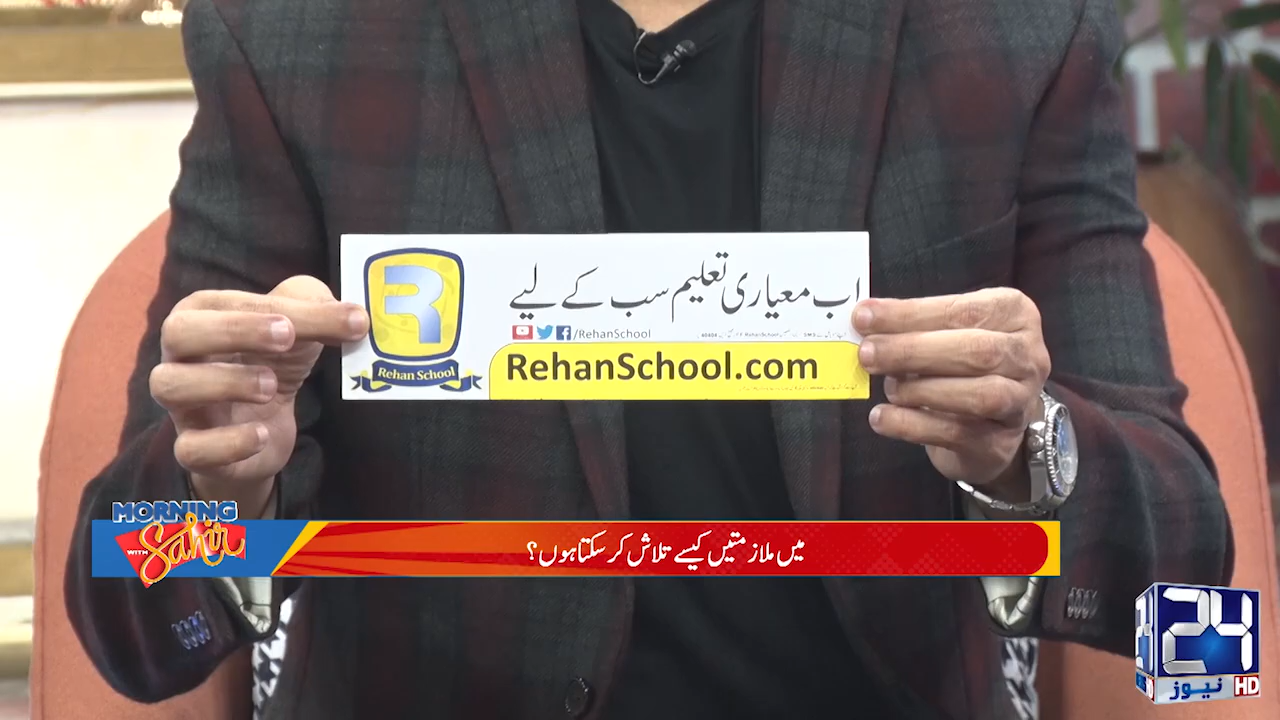 اب معیاری تعلیم سب کے لیے
/RehanSchool
RehanSchool.com
R
Rehan School
MORNING
WITH
Sahir
میں ملازمتیں کیسے تلاش کر سکتا ہوں؟
24
نیوز HD